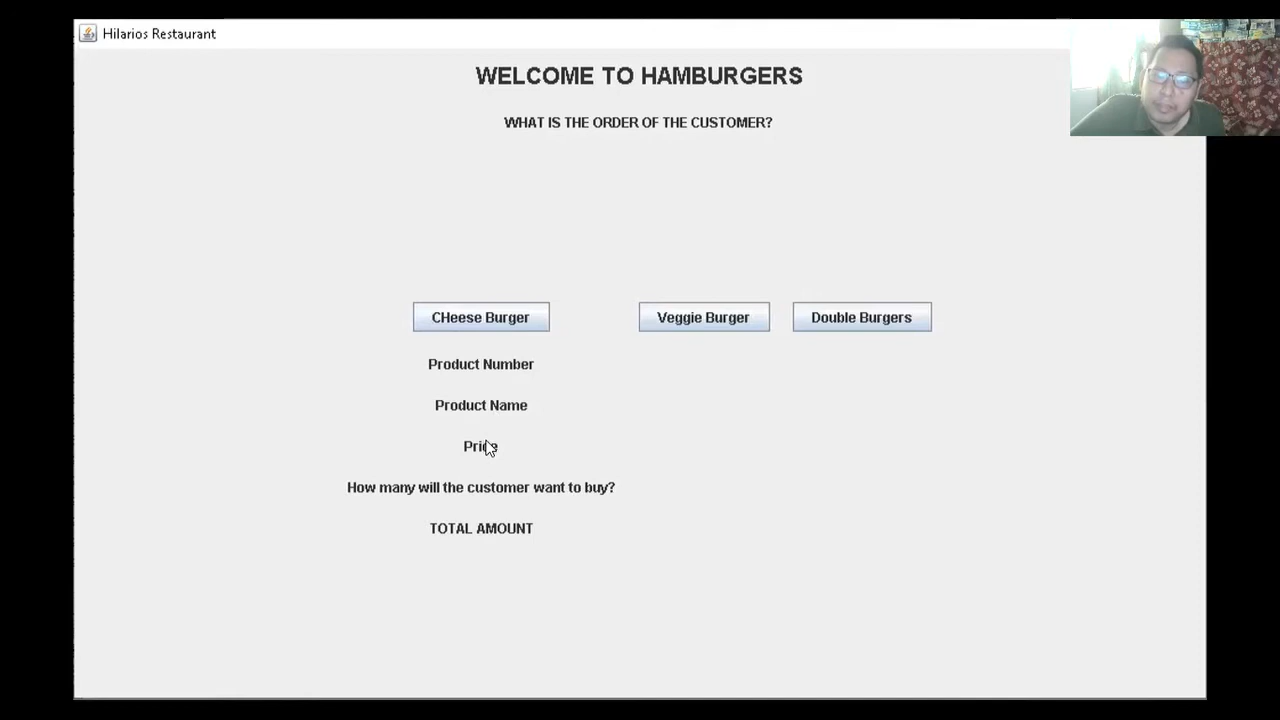 Hilarios Restaurant
WELCOME TO HAMBURGERS
WHAT IS THE ORDER OF THE CUSTOMER?
CHeese Burger Veggie Burger Double Burgers
Product Number
Product Name
Price
How many will the customer want to buy?
TOTAL AMOUNT